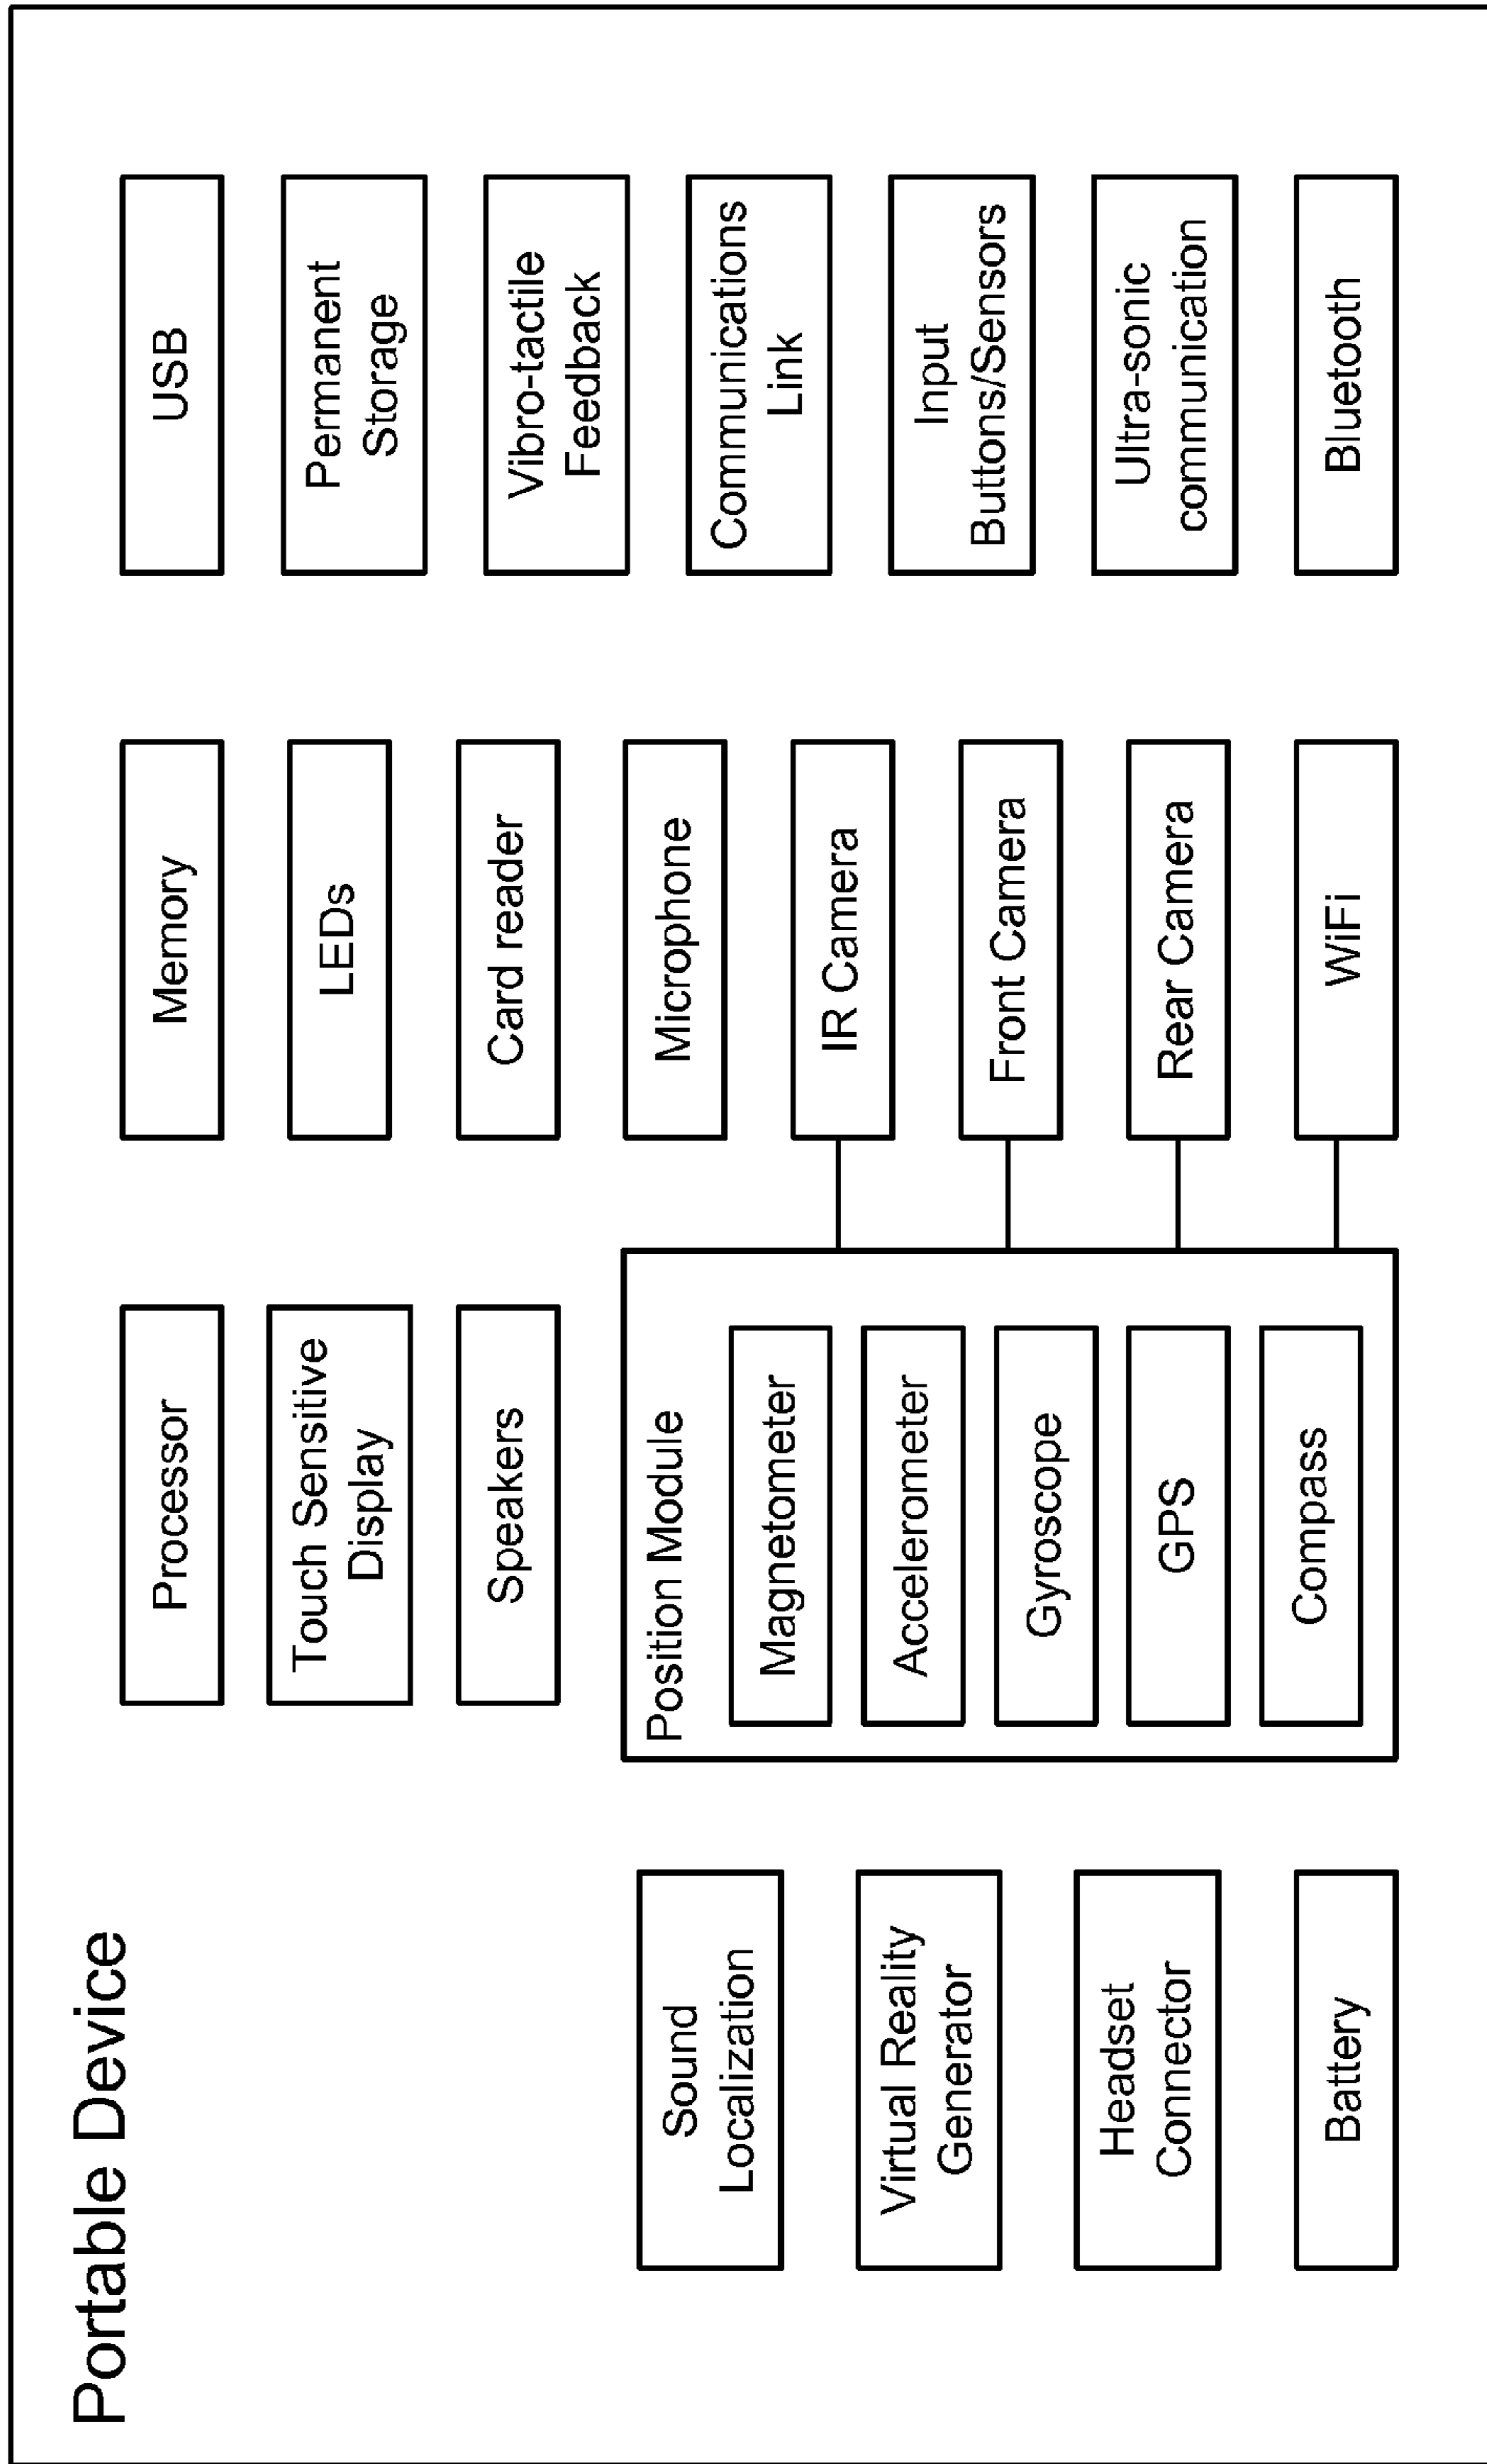 Portable Device
Sound
Localization
Virtual Reality
Generator
Headset
Connector
Battery
Processor
Touch Sensitive
Display
Speakers
Position Module
Magnetometer
Accelerometer
Gyroscope
GPS
Compass
Memory
LEDs
Card reader
Microphone
IR Camera
Front Camera
Rear Camera
WiFi
USB
Permanent
Storage
Vibro-tactile
Feedback
Communications
Link
Input
Buttons/Sensors
Ultra-sonic
communication
Bluetooth